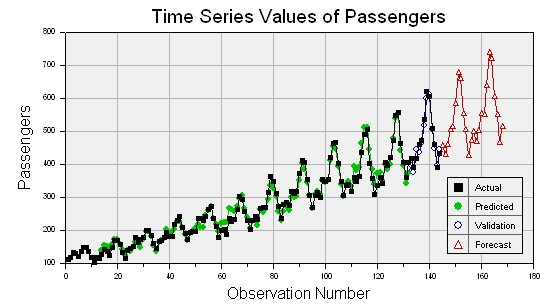 Time Series Values of Passengers
Passengers
800
700
600
500
400
300
200
100
0
20
40
60
80
100
120
140
160
180
Observation Number
Actual
Predicted
Validation
Forecast